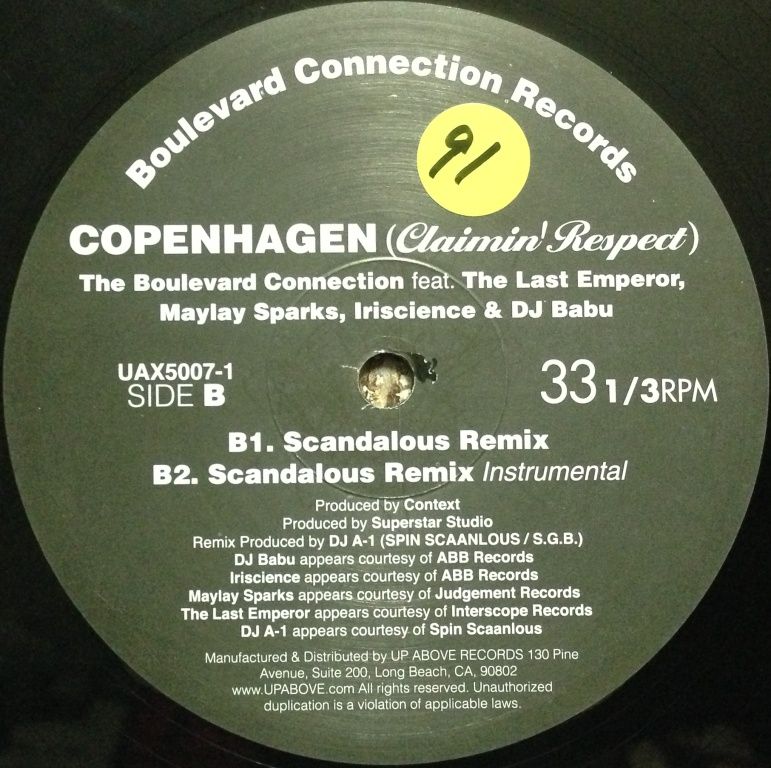 Boulevard Connection Records
91
COPENHAGEN (Claimin' Respect)
The Boulevard Connection feat. The Last Emperor,
Maylay Sparks, Iriscience & DJ Babu
UAX5007-1
SIDE B
33 1/3RPM
B1. Scandalous Remix
B2. Scandalous Remix Instrumental
Produced by Context
Produced by Superstar Studio
Remix Produced by DJ A-1 (SPIN SCAANLOUS / S.G.B.)
DJ Babu appears courtesy of ABB Records
Iriscience appears courtesy of ABB Records
Maylay Sparks appears courtesy of Judgement Records
The Last Emperor appears courtesy of Interscope Records
DJ A-1 appears courtesy of Spin Scaanlous
Manufactured & Distributed by UP ABOVE RECORDS 130 Pine
Avenue, Suite 200, Long Beach, CA, 90802
www.UPABOVE.com All rights reserved. Unauthorized
duplication is a violation of applicable laws.